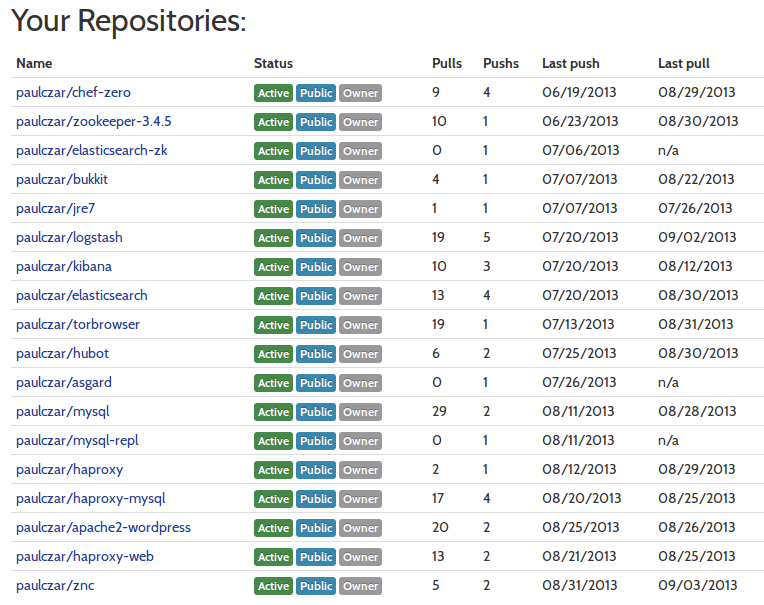 Your Repositories:
Name Status Pulls Pushs Last push Last pull
paulczar/chef-zero Active Public Owner 9 4 06/19/2013 08/29/2013
paulczar/zookeeper-3.4.5 Active Public Owner 10 1 06/23/2013 08/30/2013
paulczar/elasticsearch-zk Active Public Owner 0 1 07/06/2013 n/a
paulczar/bukkit Active Public Owner 4 1 07/07/2013 08/22/2013
paulczar/jre7 Active Public Owner 1 1 07/07/2013 07/26/2013
paulczar/logstash Active Public Owner 19 5 07/20/2013 09/02/2013
paulczar/kibana Active Public Owner 10 3 07/20/2013 08/12/2013
paulczar/elasticsearch Active Public Owner 13 4 07/20/2013 08/30/2013
paulczar/torbrowser Active Public Owner 19 1 07/13/2013 08/31/2013
paulczar/hubot Active Public Owner 6 2 07/25/2013 08/30/2013
paulczar/asgard Active Public Owner 0 1 07/26/2013 n/a
paulczar/mysql Active Public Owner 29 2 08/11/2013 08/28/2013
paulczar/mysql-repl Active Public Owner 0 1 08/11/2013 n/a
paulczar/haproxy Active Public Owner 2 1 08/12/2013 08/29/2013
paulczar/haproxy-mysql Active Public Owner 17 4 08/20/2013 08/25/2013
paulczar/apache2-wordpress Active Public Owner 20 2 08/25/2013 08/26/2013
paulczar/haproxy-web Active Public Owner 13 2 08/21/2013 08/25/2013
paulczar/znc Active Public Owner 5 2 08/31/2013 09/03/2013